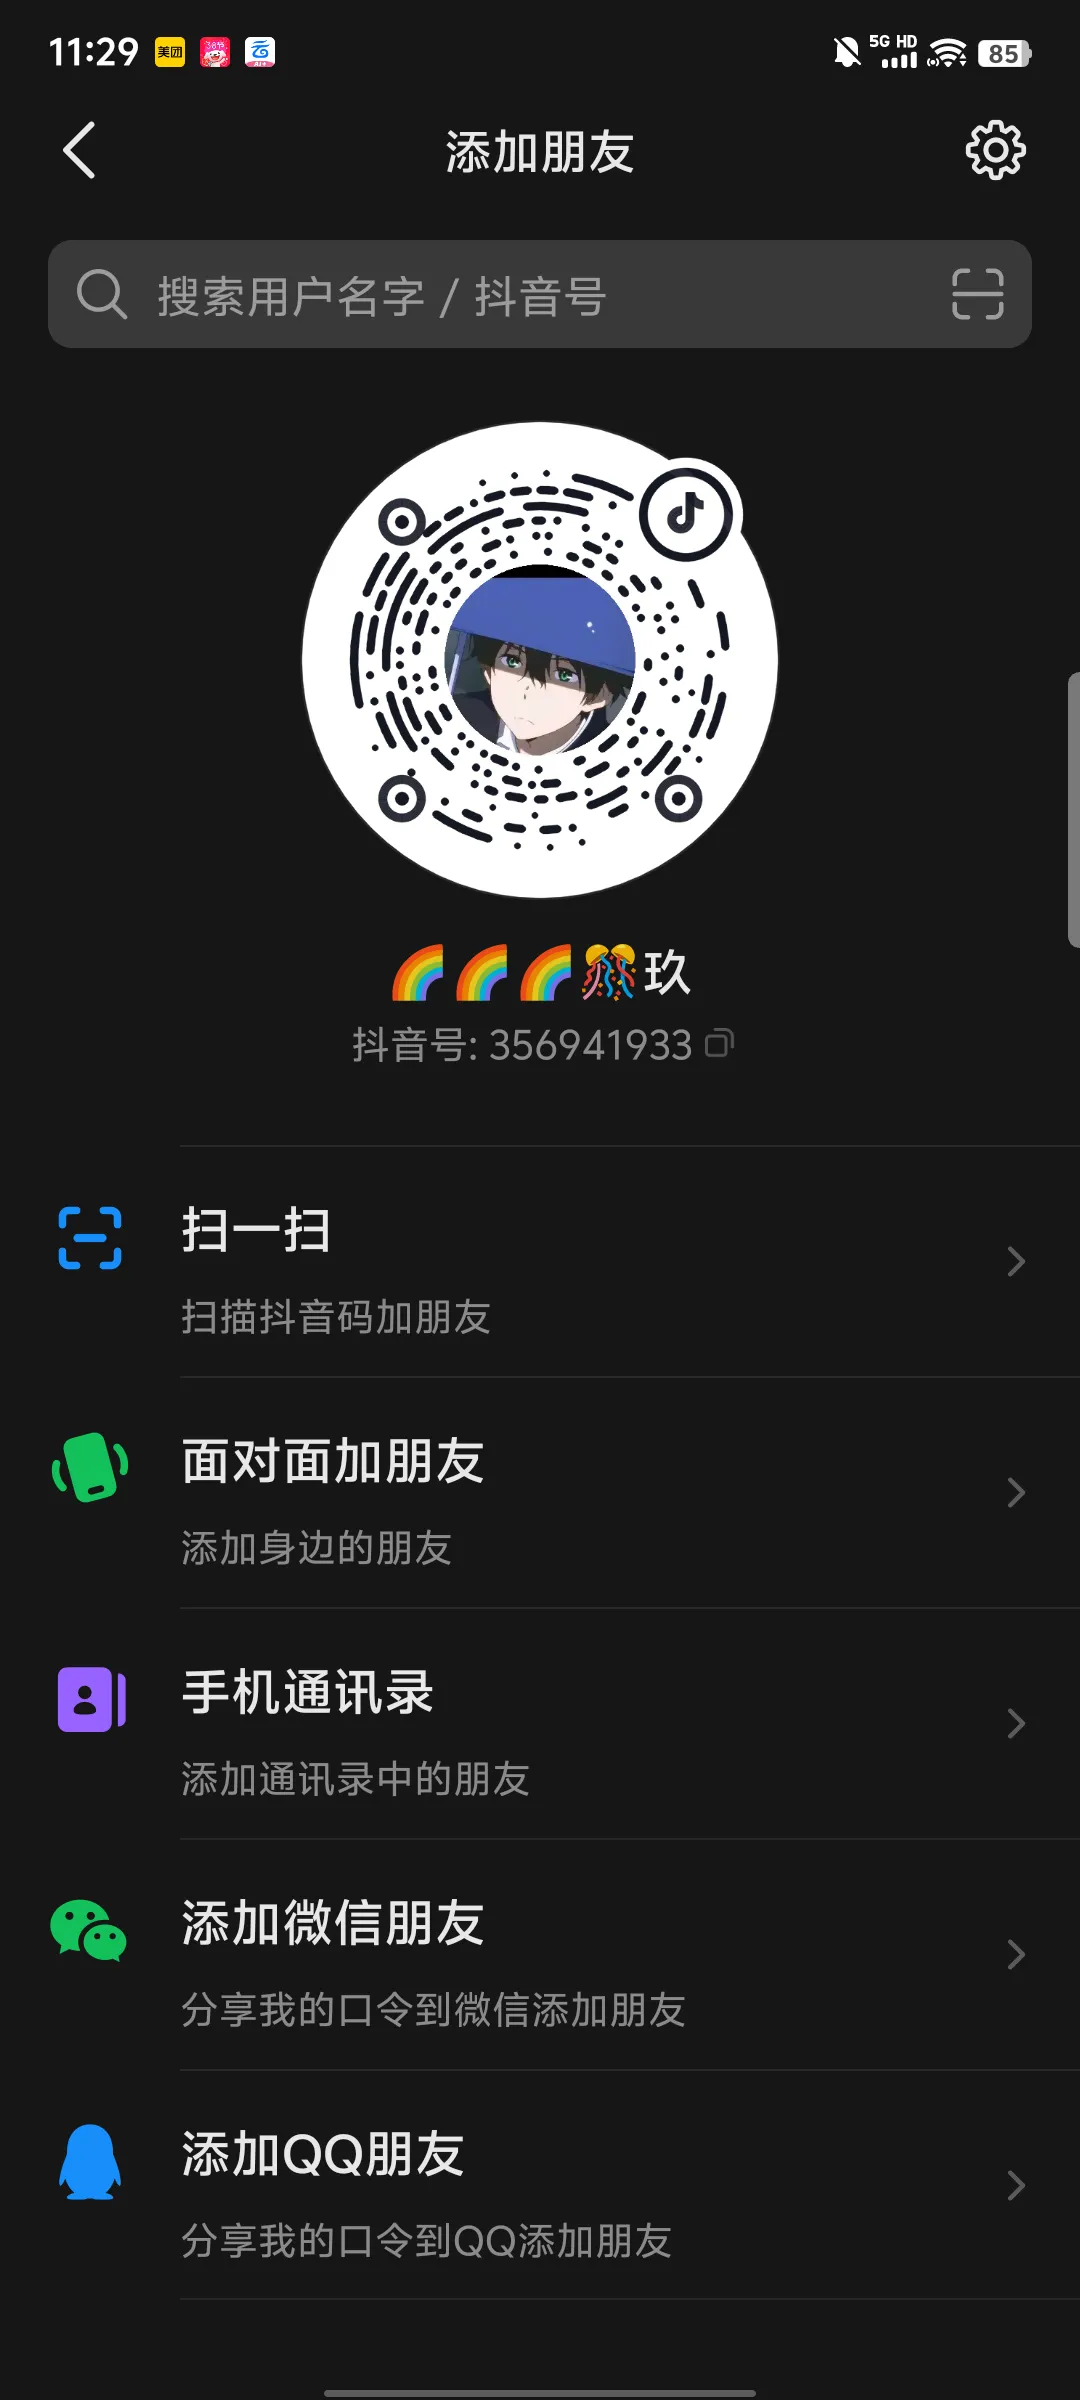 11:29 美团 5G HD 85
添加朋友
搜索用户名字 / 抖音号
🌈🌈🌈🎊玖
抖音号: 356941933
扫一扫
扫描抖音码加朋友
面对面加朋友
添加身边的朋友
手机通讯录
添加通讯录中的朋友
添加微信朋友
分享我的口令到微信添加朋友
添加QQ朋友
分享我的口令到QQ添加朋友